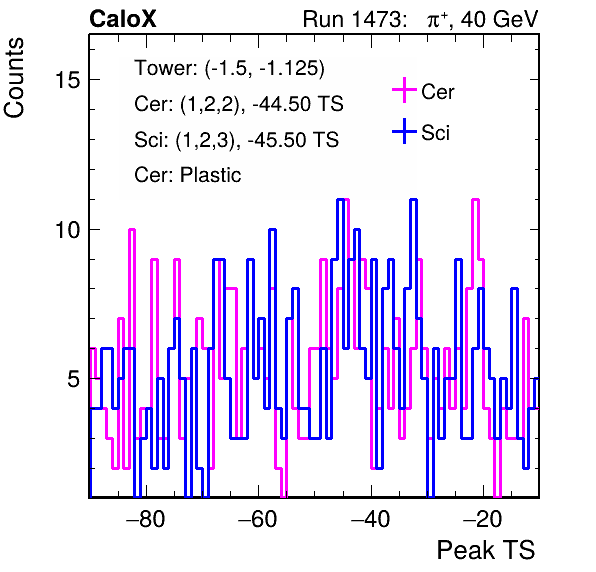 CaloX Run 1473: π⁺, 40 GeV
Counts
Tower: (-1.5, -1.125)
Cer: (1,2,2), -44.50 TS
Sci: (1,2,3), -45.50 TS
Cer: Plastic
Cer
Sci
15
10
5
−80 −60 −40 −20
Peak TS